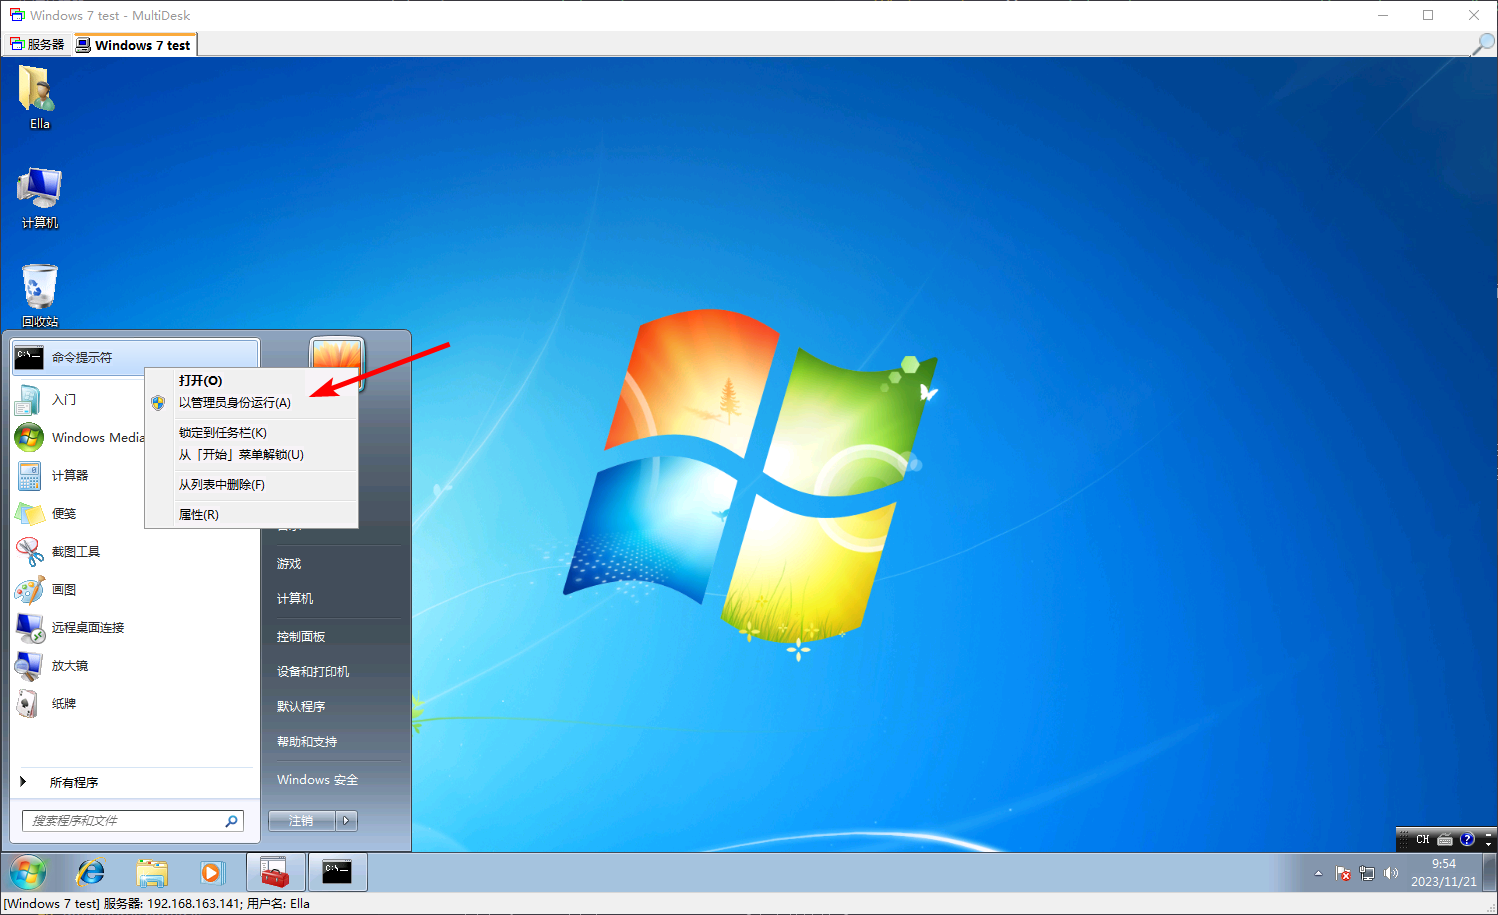 Windows 7 test - MultiDesk
服务器
Windows 7 test
Ella
计算机
回收站
命令提示符
打开(O)
以管理员身份运行(A)
锁定到任务栏(K)
从「开始」菜单解锁(U)
从列表中删除(F)
属性(R)
入门
Windows Media
计算器
便笺
截图工具
画图
远程桌面连接
放大镜
纸牌
所有程序
搜索程序和文件
游戏
计算机
控制面板
设备和打印机
默认程序
帮助和支持
Windows 安全
注销
CH
9:54
2023/11/21
[Windows 7 test] 服务器: 192.168.163.141; 用户名: Ella